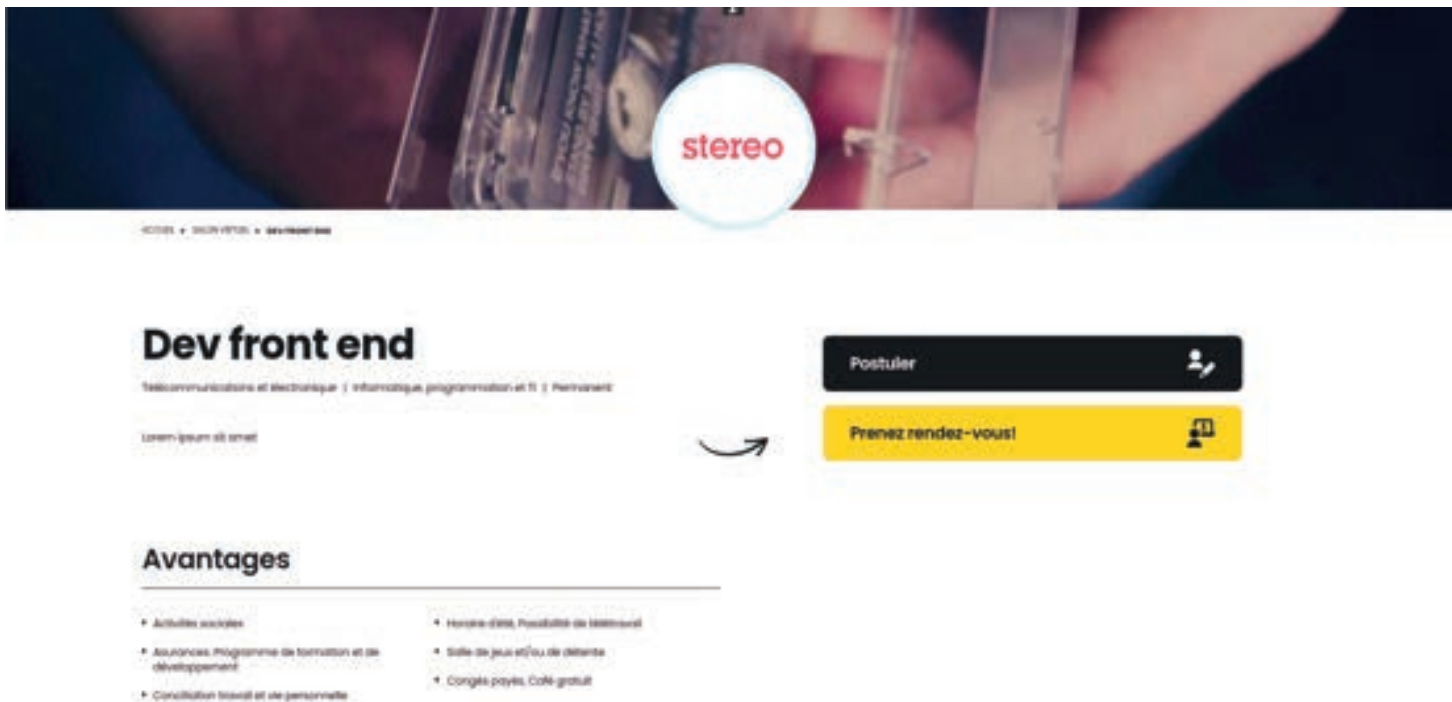 stereo
ACCUEIL • SALON VIRTUEL • DEV FRONT END
Dev front end
Télécommunications et électronique | Informatique, programmation et TI | Permanent
Lorem ipsum sit amet
Postuler
Prenez rendez-vous!
Avantages
• Activités sociales
• Assurances, Programme de formation et de
développement
• Conciliation travail et vie personnelle
• Horaire d'été, Possibilité de télétravail
• Salle de jeux et/ou de détente
• Congés payés, Café gratuit